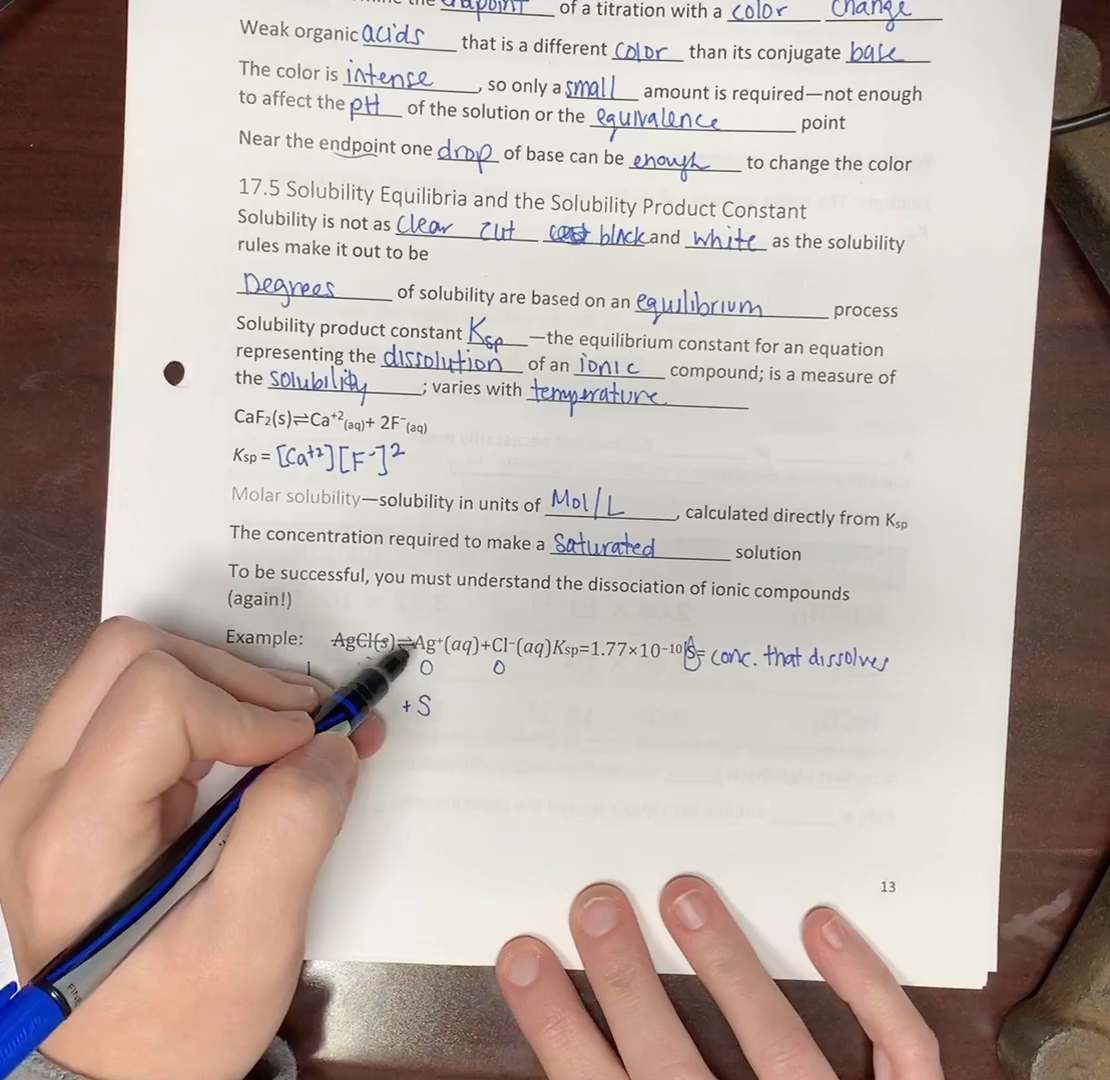 endpoint of a titration with a color change
Weak organic acids that is a different color than its conjugate base
The color is intense, so only a small amount is required—not enough
to affect the pH of the solution or the equivalence point
Near the endpoint one drop of base can be enough to change the color
17.5 Solubility Equilibria and the Solubility Product Constant
Solubility is not as clear cut black and white as the solubility
rules make it out to be
Degrees of solubility are based on an equilibrium process
Solubility product constant Ksp—the equilibrium constant for an equation
representing the dissolution of an ionic compound; is a measure of
the solubility; varies with temperature
CaF₂(s)⇌Ca⁺²(aq)+ 2F⁻(aq)
Ksp = [Ca⁺²][F⁻]²
Molar solubility—solubility in units of Mol/L, calculated directly from Ksp
The concentration required to make a saturated solution
To be successful, you must understand the dissociation of ionic compounds
(again!)
Example: AgCl(s)⇌Ag⁺(aq)+Cl⁻(aq)Ksp=1.77×10⁻¹⁰ S= conc. that dissolves
I 0 0
+S
13